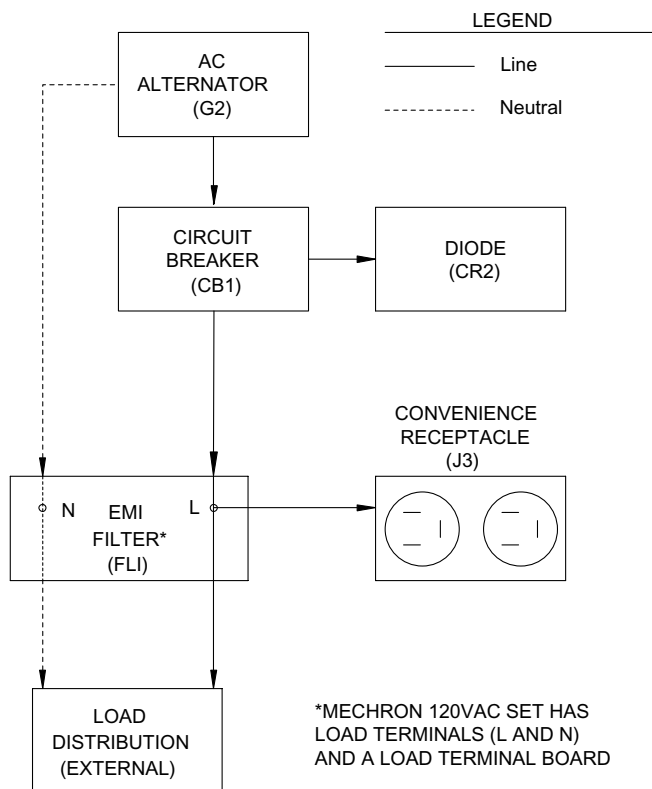 LEGEND
Line
Neutral
AC
ALTERNATOR
(G2)
CIRCUIT
BREAKER
(CB1)
DIODE
(CR2)
CONVENIENCE
RECEPTACLE
(J3)
N
EMI
FILTER*
(FLI)
L
LOAD
DISTRIBUTION
(EXTERNAL)
*MECHRON 120VAC SET HAS
LOAD TERMINALS (L AND N)
AND A LOAD TERMINAL BOARD